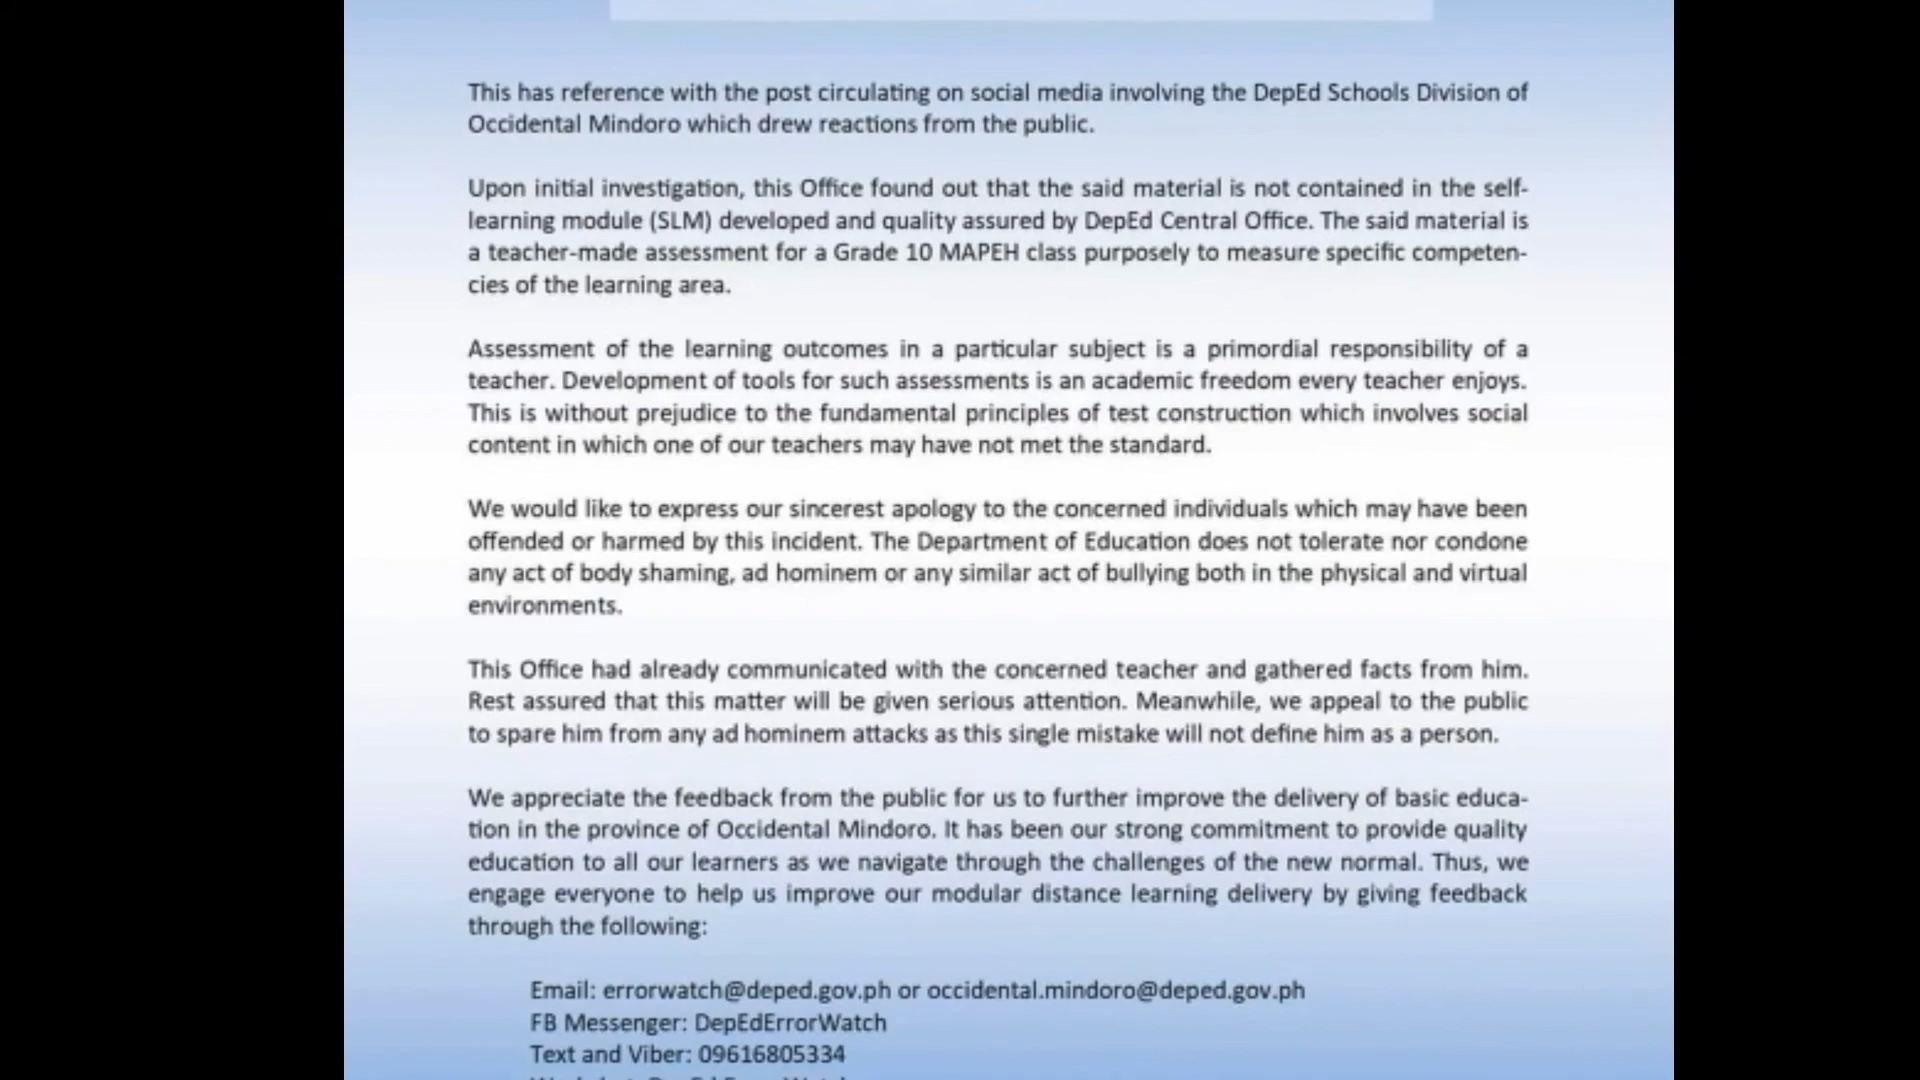 This has reference with the post circulating on social media involving the DepEd Schools Division of
Occidental Mindoro which drew reactions from the public.
Upon initial investigation, this Office found out that the said material is not contained in the self-
learning module (SLM) developed and quality assured by DepEd Central Office. The said material is
a teacher-made assessment for a Grade 10 MAPEH class purposely to measure specific competen-
cies of the learning area.
Assessment of the learning outcomes in a particular subject is a primordial responsibility of a
teacher. Development of tools for such assessments is an academic freedom every teacher enjoys.
This is without prejudice to the fundamental principles of test construction which involves social
content in which one of our teachers may have not met the standard.
We would like to express our sincerest apology to the concerned individuals which may have been
offended or harmed by this incident. The Department of Education does not tolerate nor condone
any act of body shaming, ad hominem or any similar act of bullying both in the physical and virtual
environments.
This Office had already communicated with the concerned teacher and gathered facts from him.
Rest assured that this matter will be given serious attention. Meanwhile, we appeal to the public
to spare him from any ad hominem attacks as this single mistake will not define him as a person.
We appreciate the feedback from the public for us to further improve the delivery of basic educa-
tion in the province of Occidental Mindoro. It has been our strong commitment to provide quality
education to all our learners as we navigate through the challenges of the new normal. Thus, we
engage everyone to help us improve our modular distance learning delivery by giving feedback
through the following:
Email: errorwatch@deped.gov.ph or occidental.mindoro@deped.gov.ph
FB Messenger: DepEdErrorWatch
Text and Viber: 09616805334